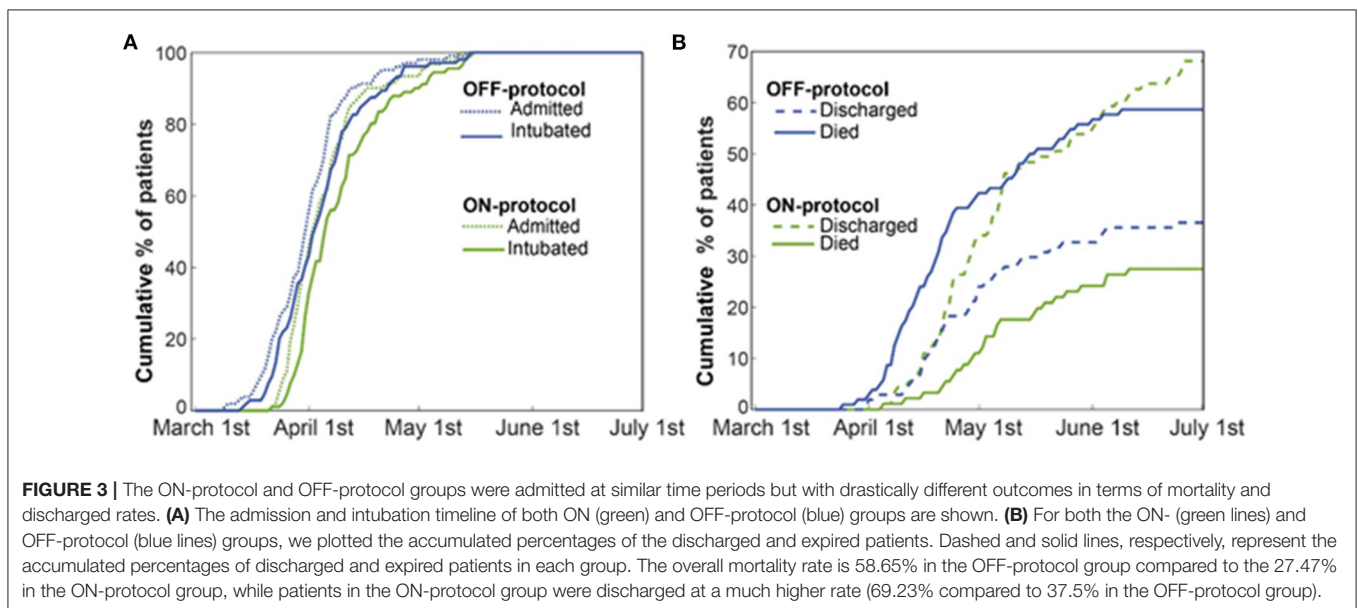 A
100
80
60
40
20
0
Cumulative % of patients
OFF-protocol
Admitted
Intubated
ON-protocol
Admitted
Intubated
March 1st April 1st May 1st June 1st July 1st
B
70
60
50
40
30
20
10
0
Cumulative % of patients
OFF-protocol
Discharged
Died
ON-protocol
Discharged
Died
March 1st April 1st May 1st June 1st July 1st
FIGURE 3 | The ON-protocol and OFF-protocol groups were admitted at similar time periods but with drastically different outcomes in terms of mortality and
discharged rates. (A) The admission and intubation timeline of both ON (green) and OFF-protocol (blue) groups are shown. (B) For both the ON- (green lines) and
OFF-protocol (blue lines) groups, we plotted the accumulated percentages of the discharged and expired patients. Dashed and solid lines, respectively, represent the
accumulated percentages of discharged and expired patients in each group. The overall mortality rate is 58.65% in the OFF-protocol group compared to the 27.47%
in the ON-protocol group, while patients in the ON-protocol group were discharged at a much higher rate (69.23% compared to 37.5% in the OFF-protocol group).